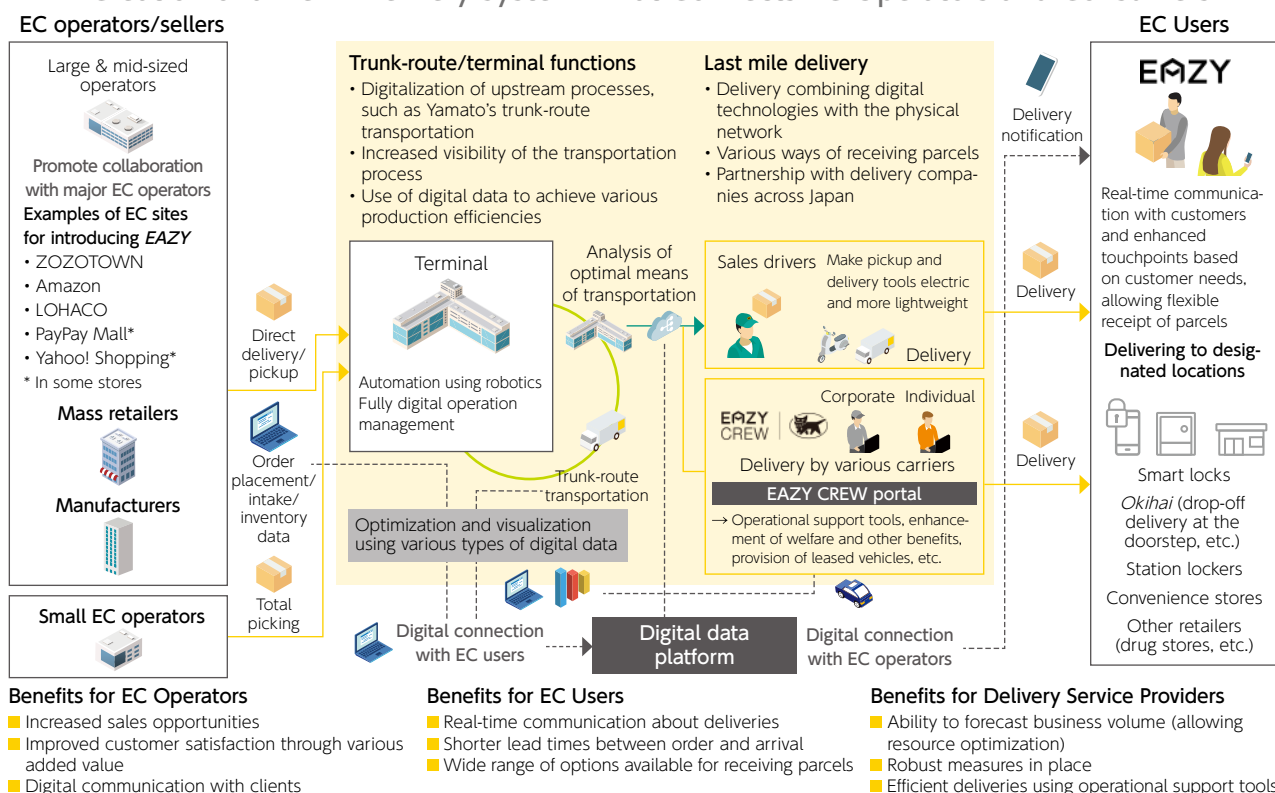 EC operators/sellers
Large & mid-sized
operators
Promote collaboration
with major EC operators
Examples of EC sites
for introducing EAZY
• ZOZOTOWN
• Amazon
• LOHACO
• PayPay Mall*
• Yahoo! Shopping*
* In some stores
Mass retailers
Manufacturers
Small EC operators
Direct
delivery/
pickup
Order
placement/
intake/
inventory
data
Total
picking
Trunk-route/terminal functions
• Digitalization of upstream processes,
such as Yamato's trunk-route
transportation
• Increased visibility of the transportation
process
• Use of digital data to achieve various
production efficiencies
Last mile delivery
• Delivery combining digital
technologies with the physical
network
• Various ways of receiving parcels
• Partnership with delivery compa-
nies across Japan
Terminal
Automation using robotics
Fully digital operation
management
Analysis of
optimal means
of transportation
Trunk-route
transportation
Optimization and visualization
using various types of digital data
Sales drivers
Make pickup and
delivery tools electric
and more lightweight
Delivery
EAZY
CREW
Corporate Individual
Delivery by various carriers
EAZY CREW portal
→ Operational support tools, enhance-
ment of welfare and other benefits,
provision of leased vehicles, etc.
Digital connection
with EC users
Digital data
platform
Digital connection
with EC operators
Delivery
notification
Delivery
Delivery
EC Users
EAZY
Real-time communica-
tion with customers
and enhanced
touchpoints based
on customer needs,
allowing flexible
receipt of parcels
Delivering to desig-
nated locations
Smart locks
Okihai (drop-off
delivery at the
doorstep, etc.)
Station lockers
Convenience stores
Other retailers
(drug stores, etc.)
Benefits for EC Operators
Increased sales opportunities
Improved customer satisfaction through various
added value
Digital communication with clients
Benefits for EC Users
Real-time communication about deliveries
Shorter lead times between order and arrival
Wide range of options available for receiving parcels
Benefits for Delivery Service Providers
Ability to forecast business volume (allowing
resource optimization)
Robust measures in place
Efficient deliveries using operational support tools